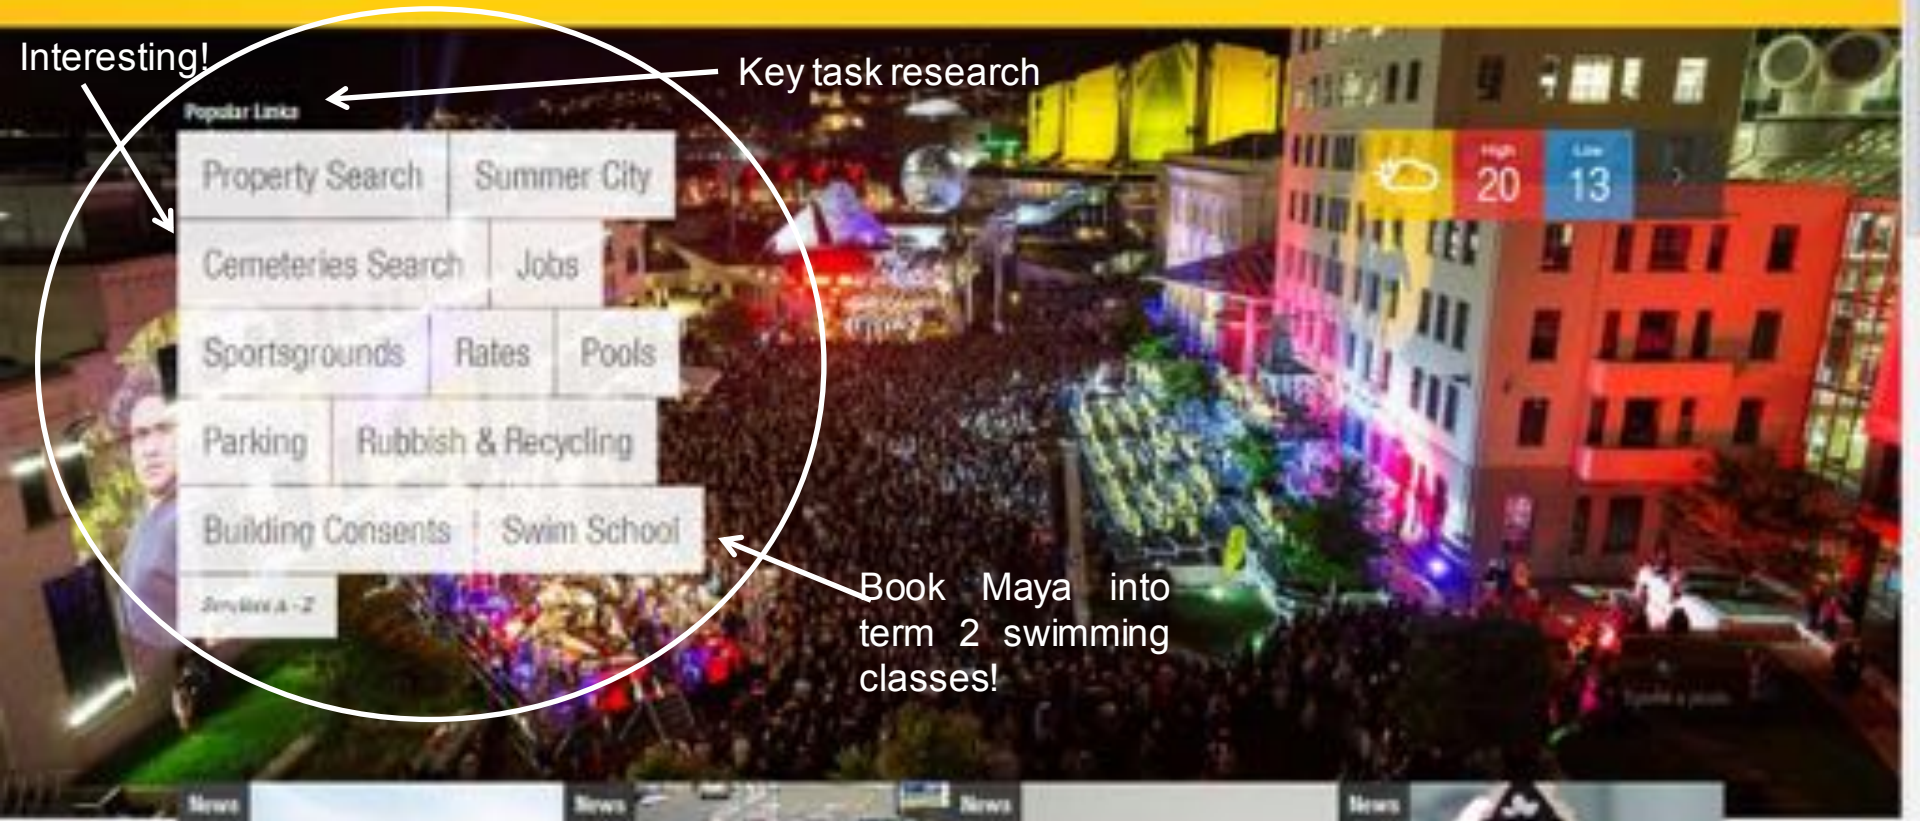 Interesting!
Key task research
Popular Links
Property Search Summer City
Cemeteries Search Jobs
Sportsgrounds Rates Pools
Parking Rubbish & Recycling
Building Consents Swim School
Services a - Z
High
20
Low
13
Book Maya into
term 2 swimming
classes!
News News News News